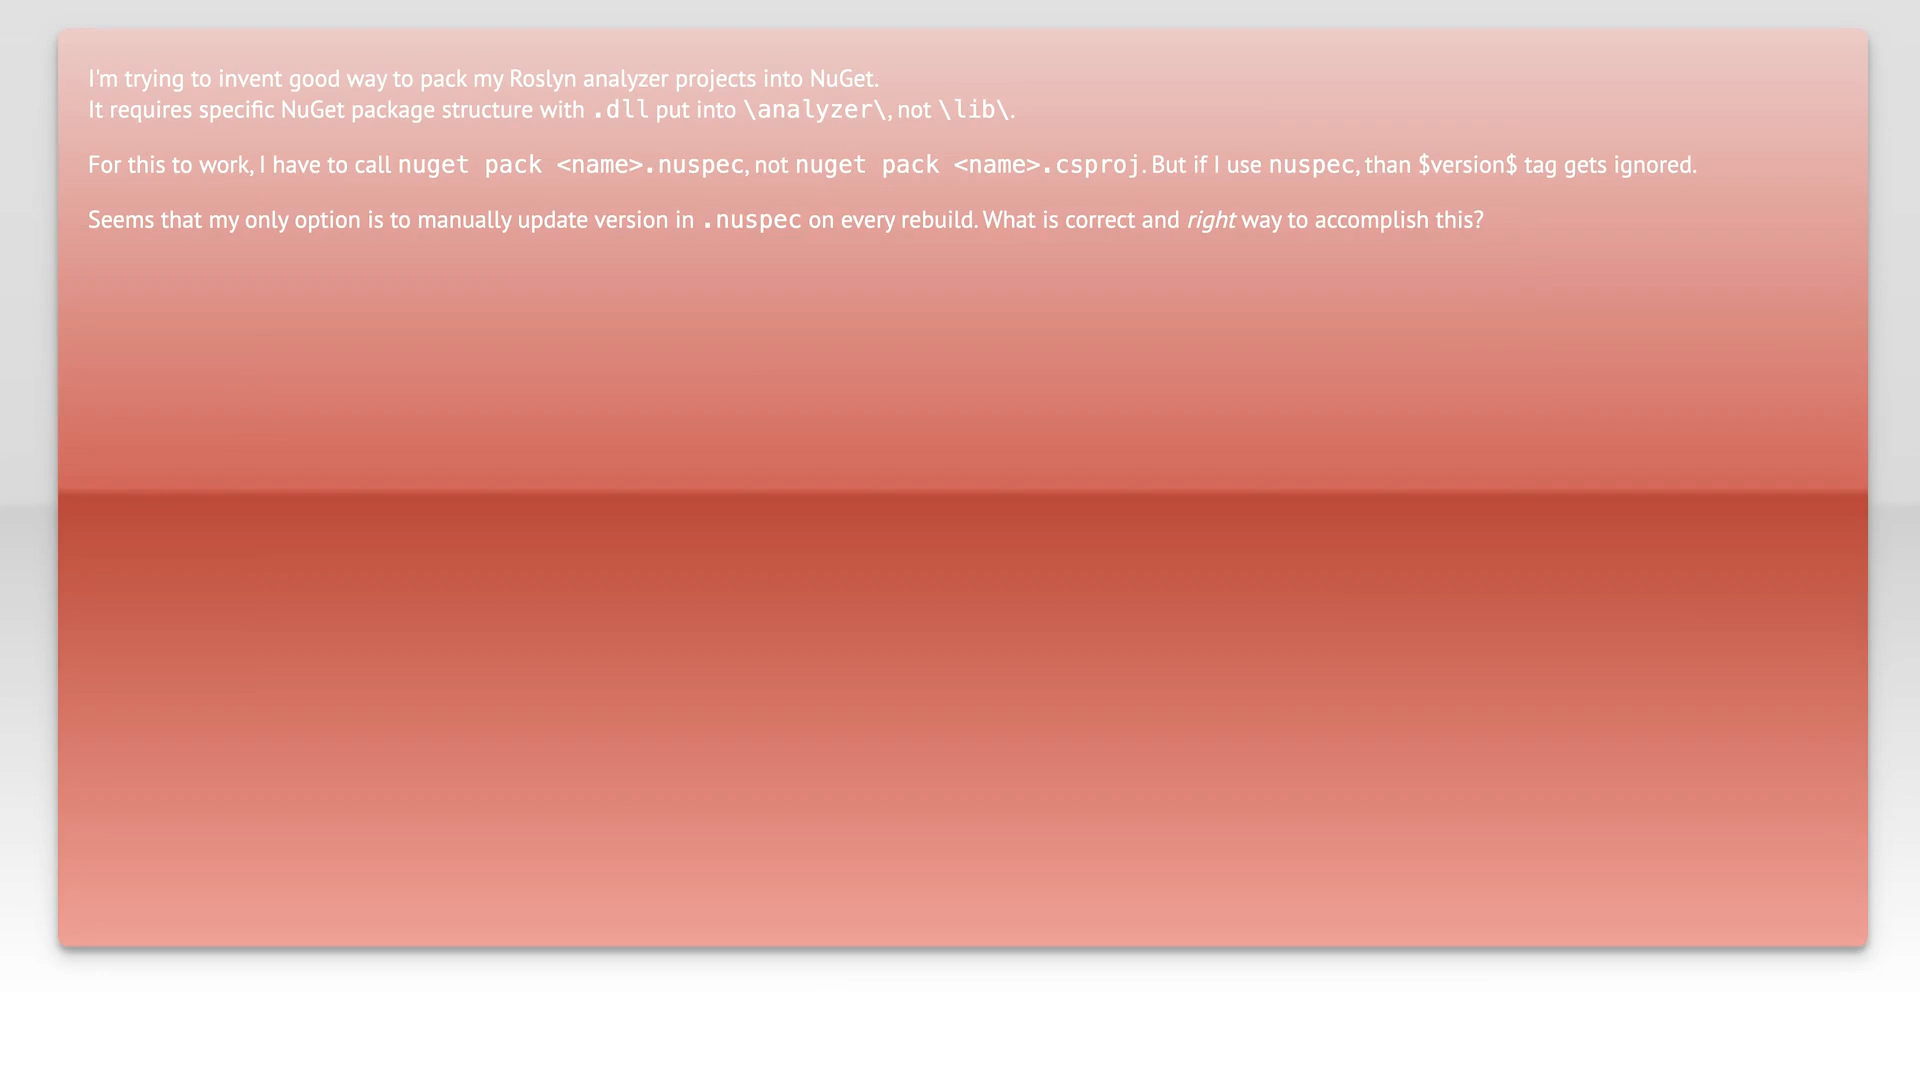 I'm trying to invent good way to pack my Roslyn analyzer projects into NuGet.
It requires specific NuGet package structure with .dll put into \analyzer\, not \lib\.
For this to work, I have to call nuget pack <name>.nuspec, not nuget pack <name>.csproj. But if I use nuspec, than $version$ tag gets ignored.
Seems that my only option is to manually update version in .nuspec on every rebuild. What is correct and right way to accomplish this?